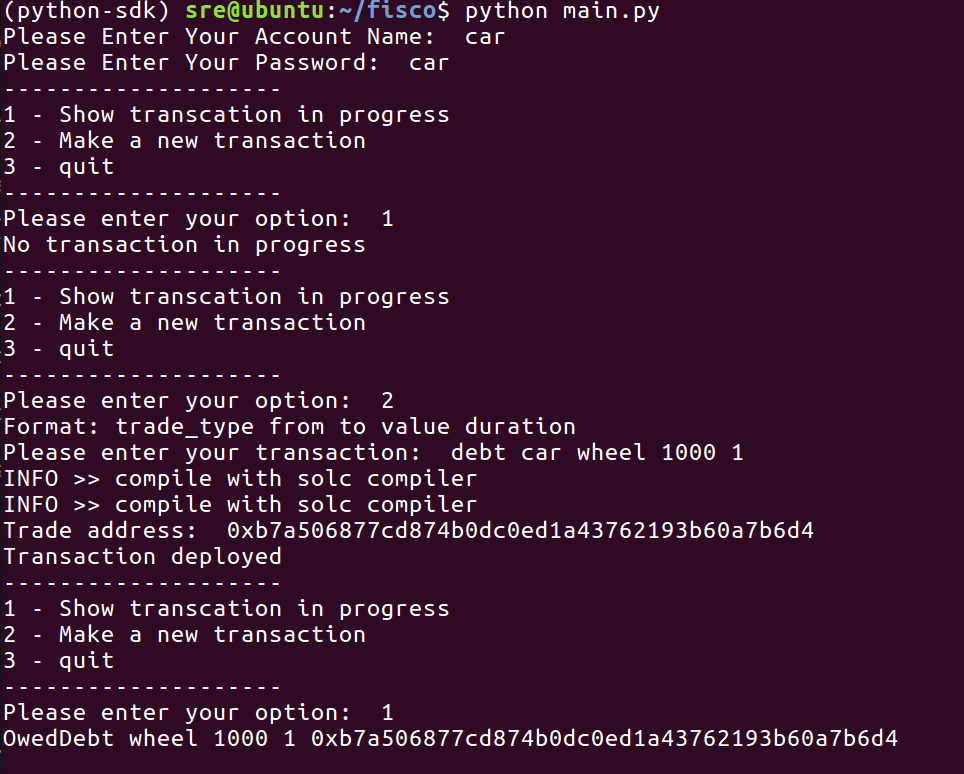 (python-sdk) sre@ubuntu:~/fisco$ python main.py
Please Enter Your Account Name:  car
Please Enter Your Password:  car
--------------------
1 - Show transcation in progress
2 - Make a new transaction
3 - quit
--------------------
Please enter your option:  1
No transaction in progress
--------------------
1 - Show transcation in progress
2 - Make a new transaction
3 - quit
--------------------
Please enter your option:  2
Format: trade_type from to value duration
Please enter your transaction:  debt car wheel 1000 1
INFO >> compile with solc compiler
INFO >> compile with solc compiler
Trade address:  0xb7a506877cd874b0dc0ed1a43762193b60a7b6d4
Transaction deployed
--------------------
1 - Show transcation in progress
2 - Make a new transaction
3 - quit
--------------------
Please enter your option:  1
OwedDebt wheel 1000 1 0xb7a506877cd874b0dc0ed1a43762193b60a7b6d4